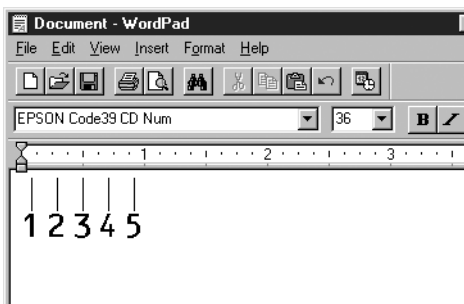 Document - WordPad
File Edit View Insert Format Help
EPSON Code39 CD Num 36 B I
1 2 3
1 2 3 4 5